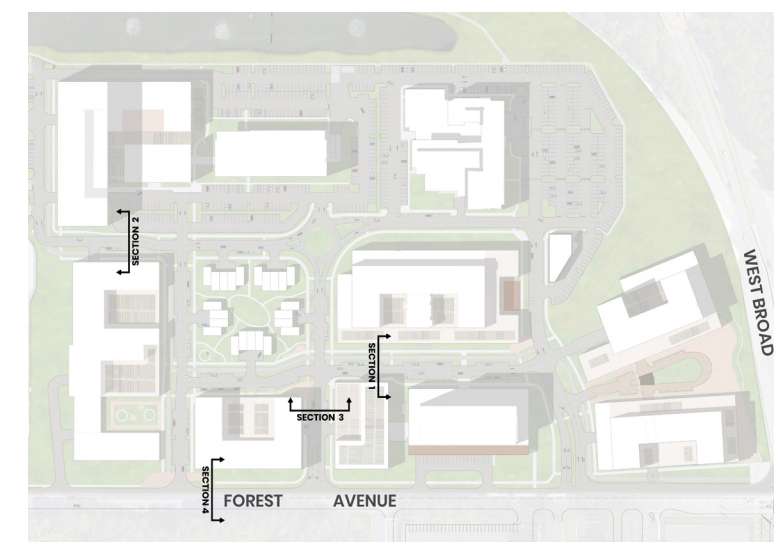 SECTION 2
WEST BROAD
SECTION 1
SECTION 3
SECTION 4
FOREST AVENUE